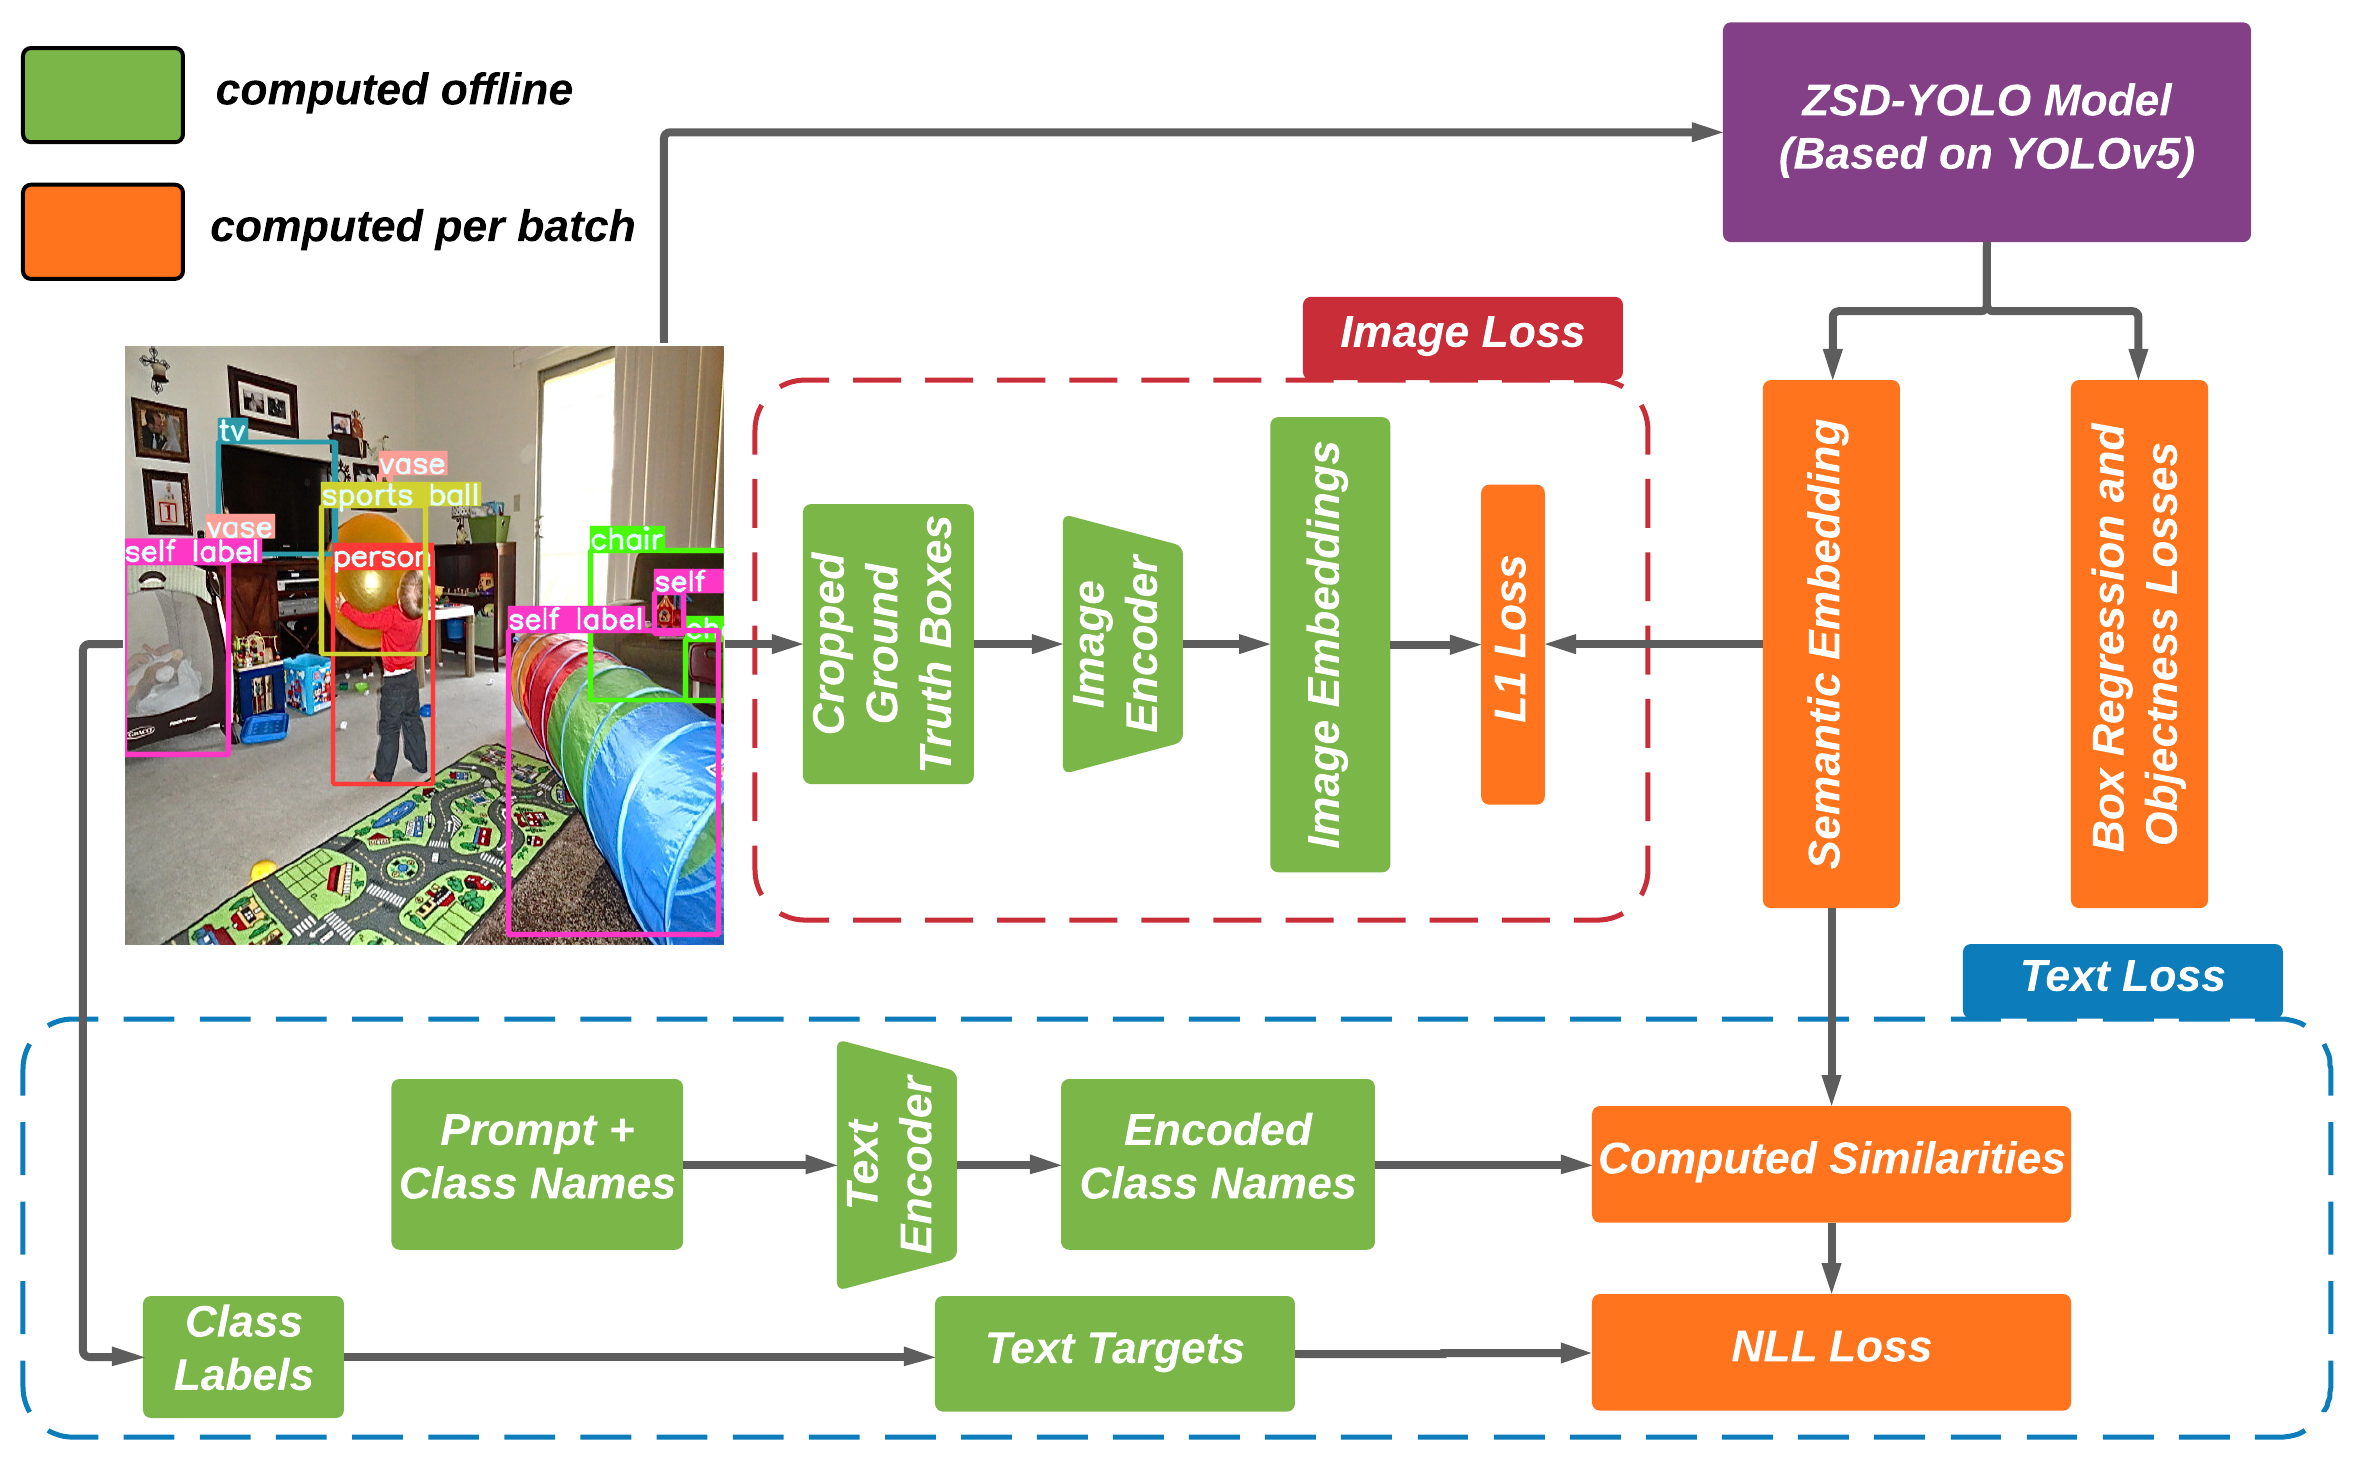 computed offline
computed per batch
ZSD-YOLO Model
(Based on YOLOv5)
Image Loss
tv
vase
sports ball
vase
self label
person
chair
self
self label
Cropped
Ground
Truth Boxes
Image
Encoder
Image Embeddings
L1 Loss
Semantic Embedding
Box Regression and
Objectness Losses
Text Loss
Prompt +
Class Names
Text
Encoder
Encoded
Class Names
Computed Similarities
Class
Labels
Text Targets
NLL Loss